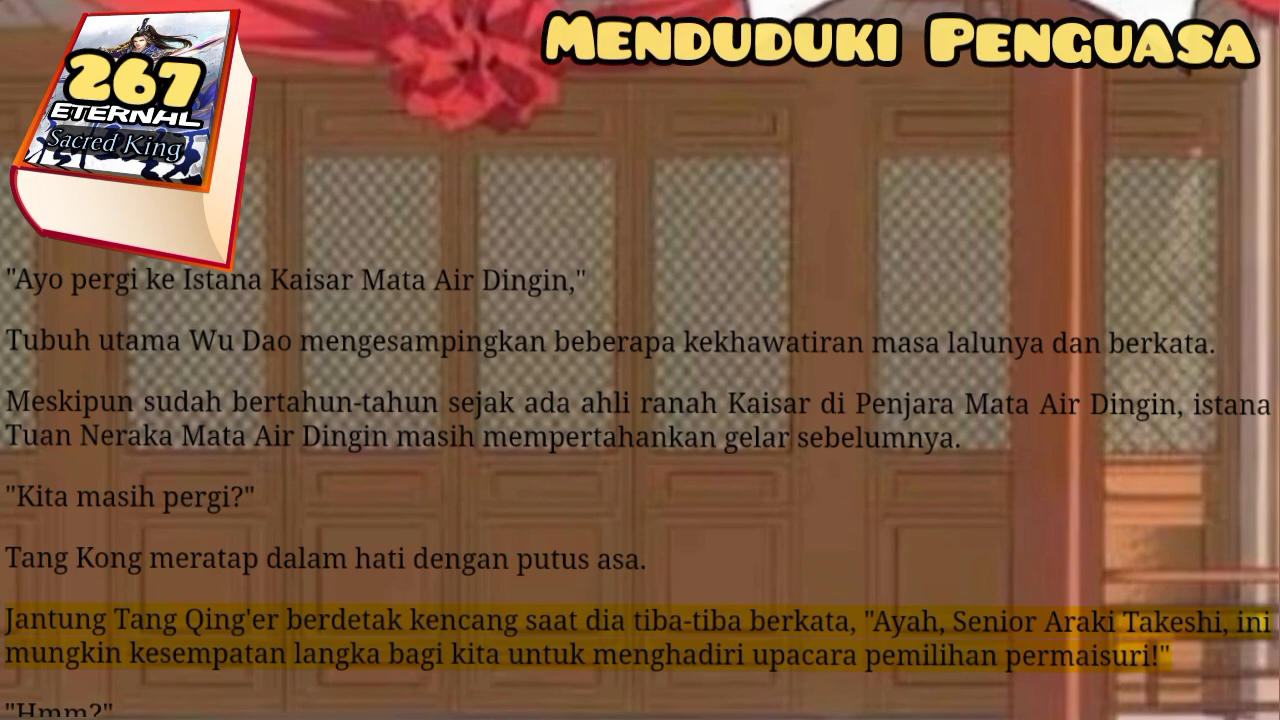 MENDUDUKI PENGUASA
267
ETERNAL
Sacred King
"Ayo pergi ke Istana Kaisar Mata Air Dingin,"
Tubuh utama Wu Dao mengesampingkan beberapa kekhawatiran masa lalunya dan berkata.
Meskipun sudah bertahun-tahun sejak ada ahli ranah Kaisar di Penjara Mata Air Dingin, istana
Tuan Neraka Mata Air Dingin masih mempertahankan gelar sebelumnya.
"Kita masih pergi?"
Tang Kong meratap dalam hati dengan putus asa.
Jantung Tang Qing'er berdetak kencang saat dia tiba-tiba berkata, "Ayah, Senior Araki Takeshi, ini
mungkin kesempatan langka bagi kita untuk menghadiri upacara pemilihan permaisuri!"
"Hmm?"